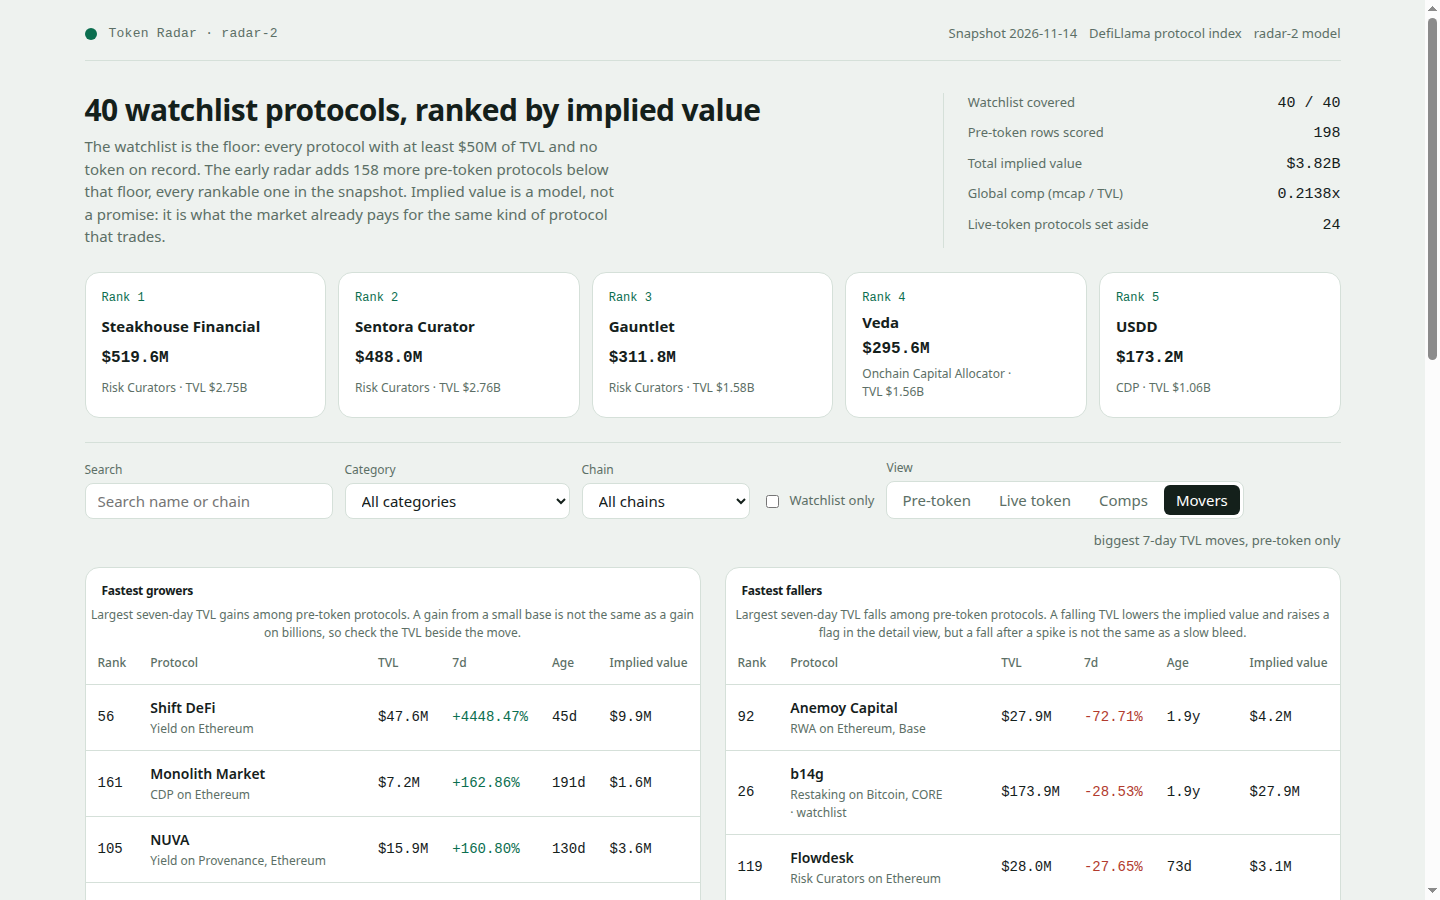 Token Radar · radar-2
Snapshot 2026-11-14 DefiLlama protocol index radar-2 model
40 watchlist protocols, ranked by implied value
The watchlist is the floor: every protocol with at least $50M of TVL and no
token on record. The early radar adds 158 more pre-token protocols below
that floor, every rankable one in the snapshot. Implied value is a model, not
a promise: it is what the market already pays for the same kind of protocol
that trades.
Watchlist covered 40 / 40
Pre-token rows scored 198
Total implied value $3.82B
Global comp (mcap / TVL) 0.2138x
Live-token protocols set aside 24
Rank 1
Steakhouse Financial
$519.6M
Risk Curators · TVL $2.75B
Rank 2
Sentora Curator
$488.0M
Risk Curators · TVL $2.76B
Rank 3
Gauntlet
$311.8M
Risk Curators · TVL $1.58B
Rank 4
Veda
$295.6M
Onchain Capital Allocator ·
TVL $1.56B
Rank 5
USDD
$173.2M
CDP · TVL $1.06B
Search
Search name or chain
Category
All categories
Chain
All chains
Watchlist only
View
Pre-token Live token Comps Movers
biggest 7-day TVL moves, pre-token only
Fastest growers
Largest seven-day TVL gains among pre-token protocols. A gain from a small base is not the same as a gain
on billions, so check the TVL beside the move.
Rank Protocol TVL 7d Age Implied value
56 Shift DeFi $47.6M +4448.47% 45d $9.9M
Yield on Ethereum
161 Monolith Market $7.2M +162.86% 191d $1.6M
CDP on Ethereum
105 NUVA $15.9M +160.80% 130d $3.6M
Yield on Provenance, Ethereum
Fastest fallers
Largest seven-day TVL falls among pre-token protocols. A falling TVL lowers the implied value and raises a
flag in the detail view, but a fall after a spike is not the same as a slow bleed.
Rank Protocol TVL 7d Age Implied value
92 Anemoy Capital $27.9M -72.71% 1.9y $4.2M
RWA on Ethereum, Base
26 b14g $173.9M -28.53% 1.9y $27.9M
Restaking on Bitcoin, CORE
· watchlist
119 Flowdesk $28.0M -27.65% 73d $3.1M
Risk Curators on Ethereum